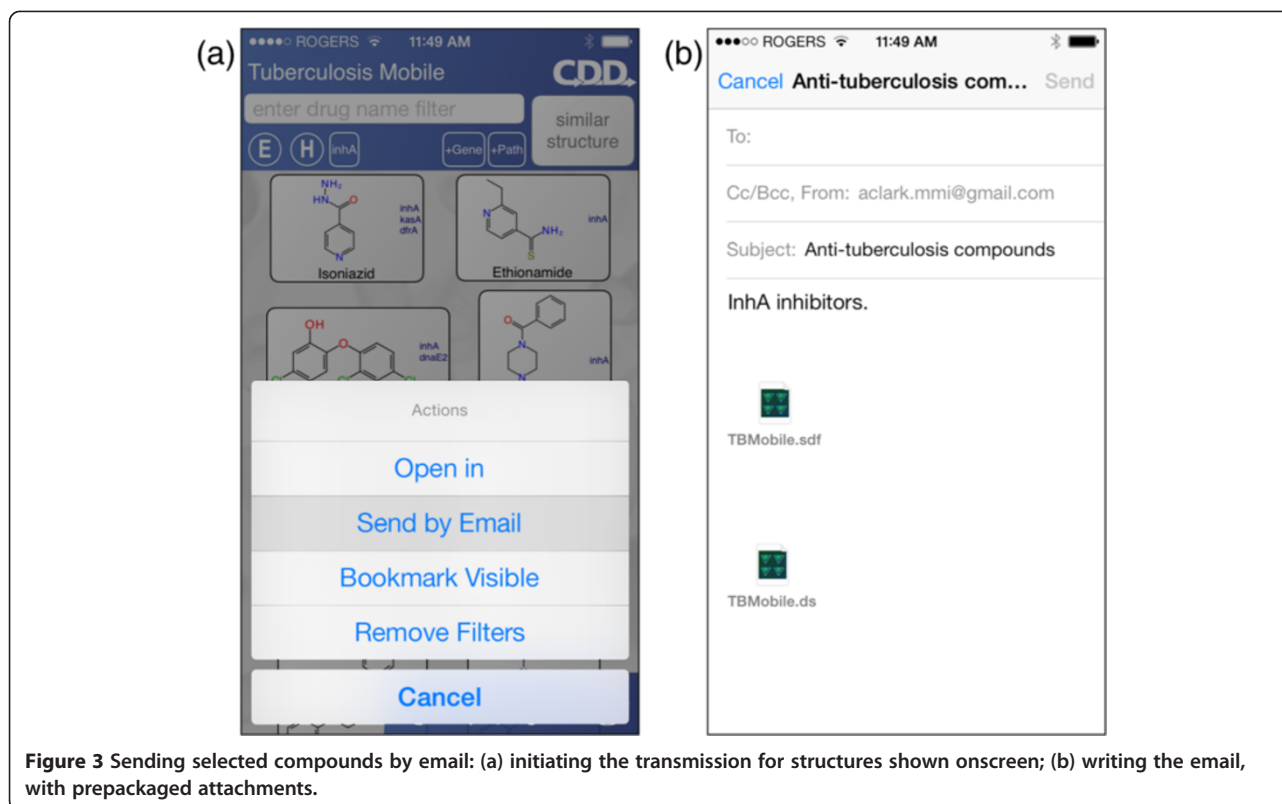 (a)
●●●●○ ROGERS 11:49 AM
Tuberculosis Mobile CDD
enter drug name filter
similar
structure
E H inhA +Gene +Path
NH₂
HN O
N
inhA
kasA
dfrA
Isoniazid
N
NH₂
S
inhA
Ethionamide
OH
O
Cl Cl Cl
inhA
dnaE2
O
N
N
inhA
Actions
Open in
Send by Email
Bookmark Visible
Remove Filters
Cancel
(b)
●●●○○ ROGERS 11:49 AM
Cancel Anti-tuberculosis com... Send
To:
Cc/Bcc, From: aclark.mmi@gmail.com
Subject: Anti-tuberculosis compounds
InhA inhibitors.
TBMobile.sdf
TBMobile.ds
Figure 3 Sending selected compounds by email: (a) initiating the transmission for structures shown onscreen; (b) writing the email,
with prepackaged attachments.